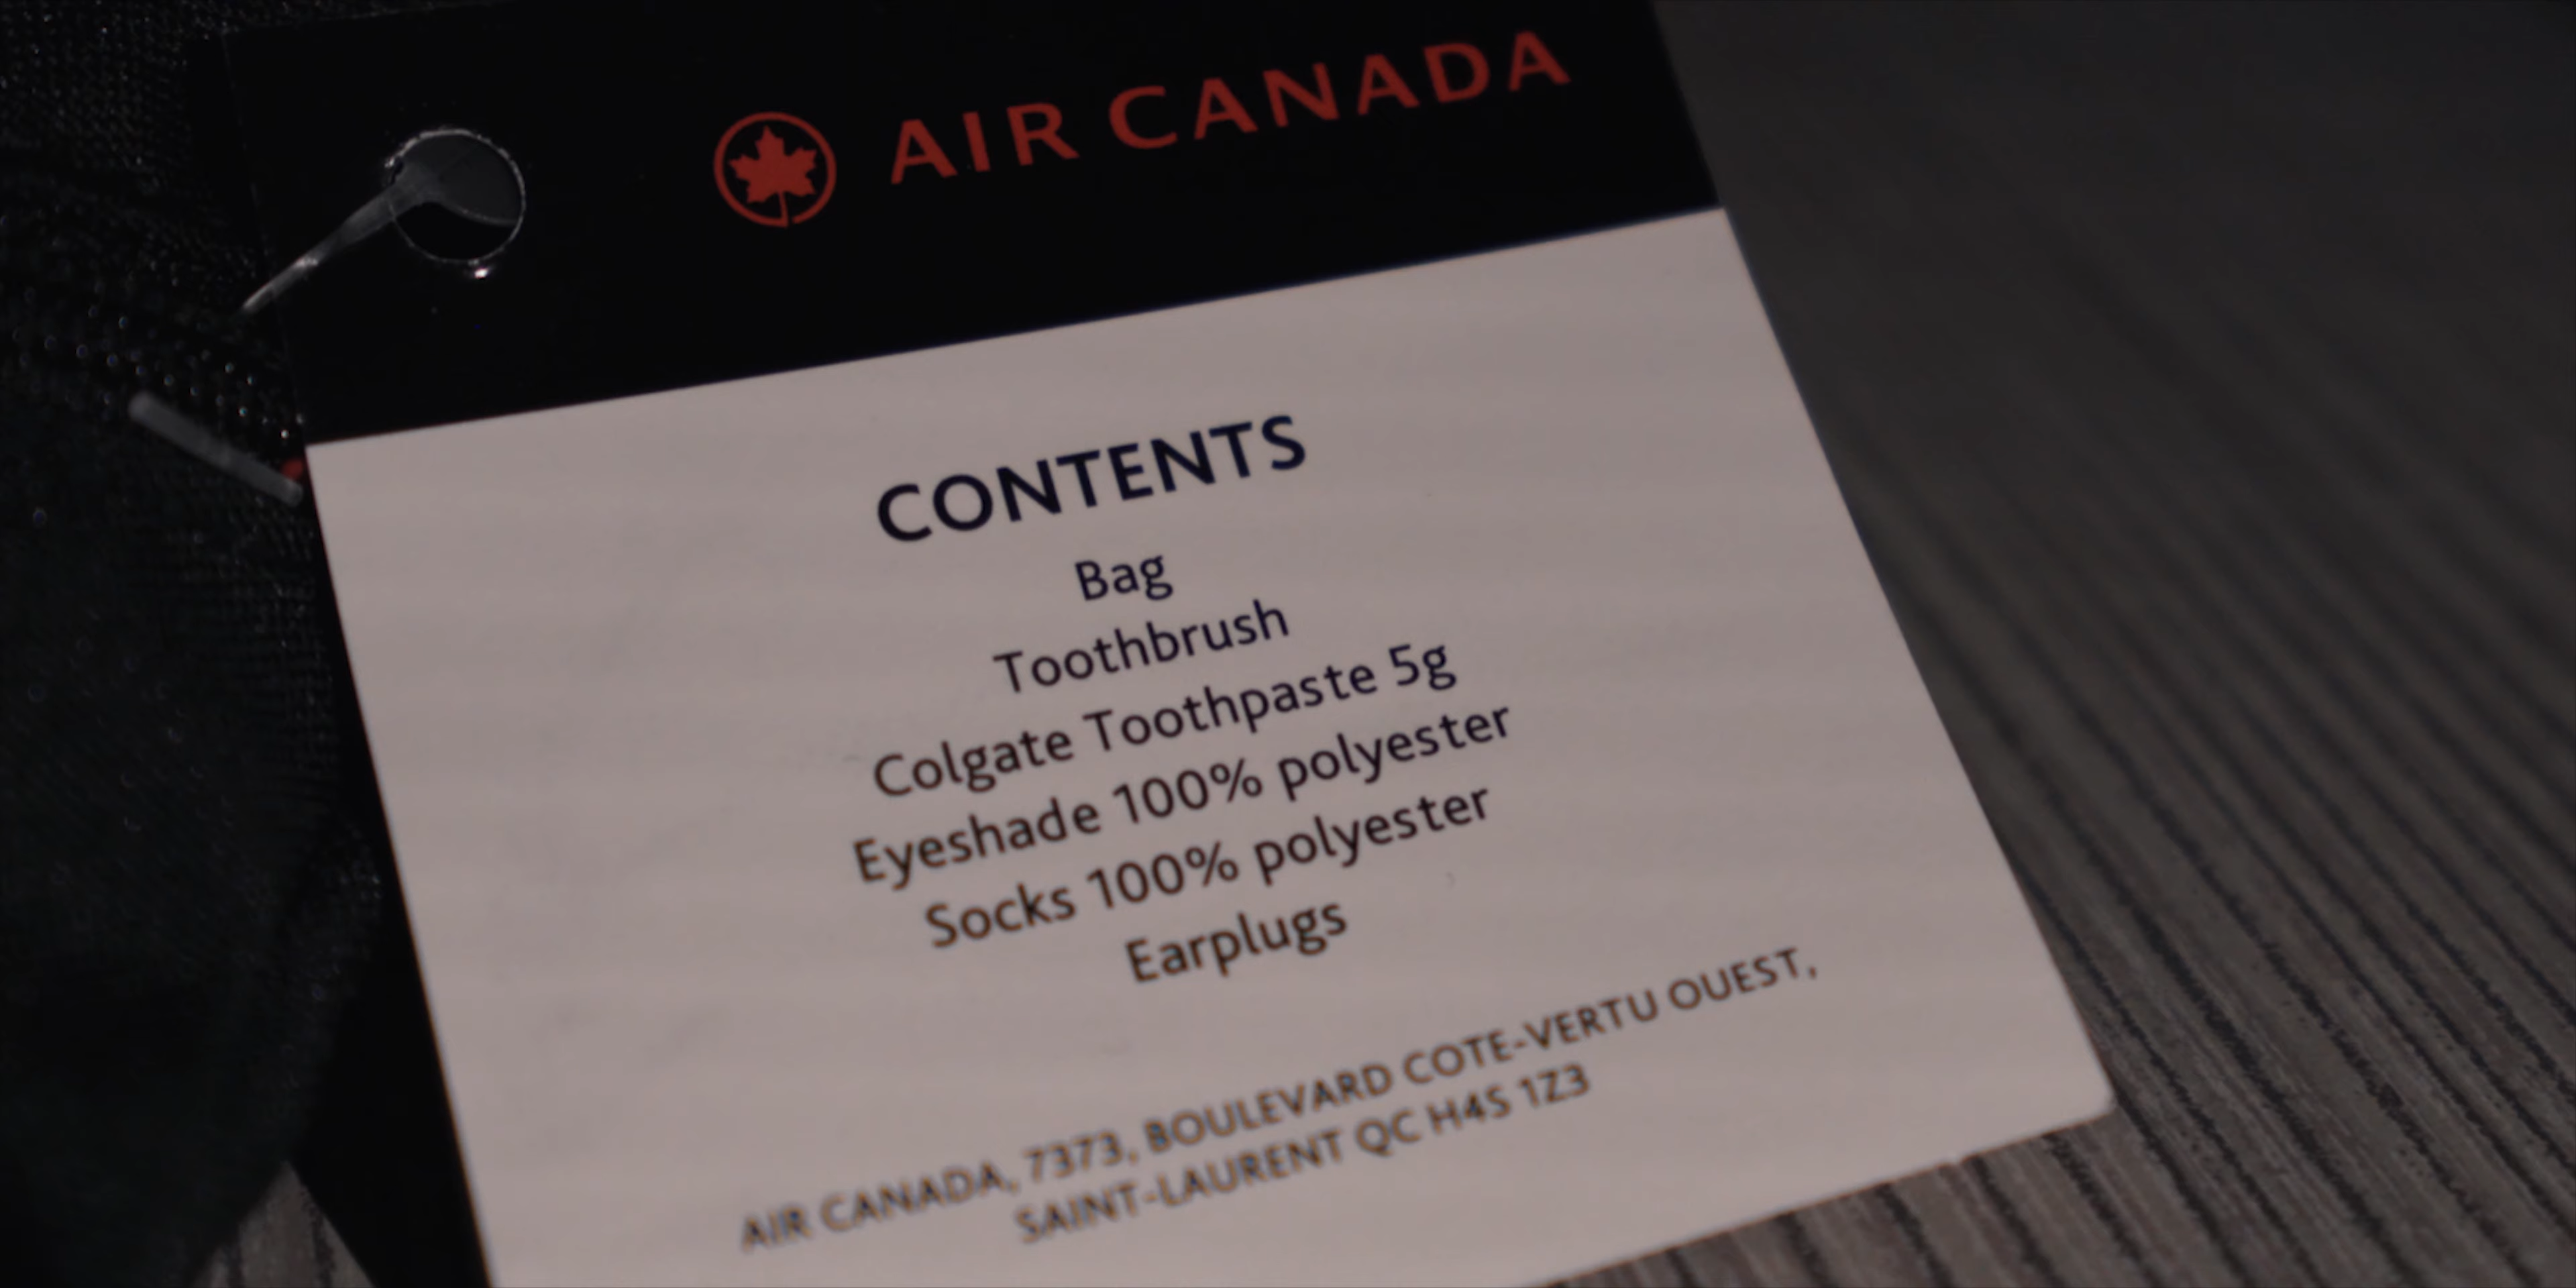 AIR CANADA
CONTENTS
Bag
Toothbrush
Colgate Toothpaste 5g
Eyeshade 100% polyester
Socks 100% polyester
Earplugs
AIR CANADA, 7373, BOULEVARD COTE-VERTU OUEST,
SAINT-LAURENT QC H4S 1Z3